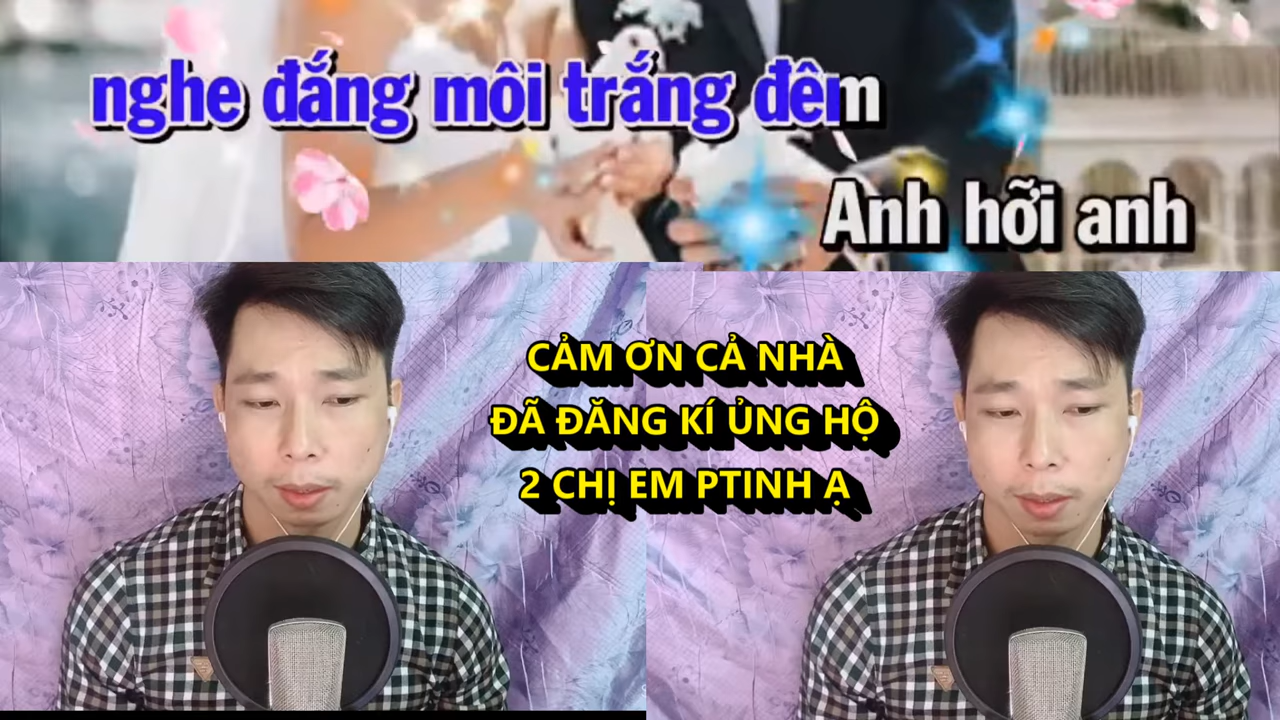 nghe đắng môi trắng đêm
Anh hỡi anh
CẢM ƠN CẢ NHÀ
ĐÃ ĐĂNG KÍ ỦNG HỘ
2 CHỊ EM PTINH Ạ